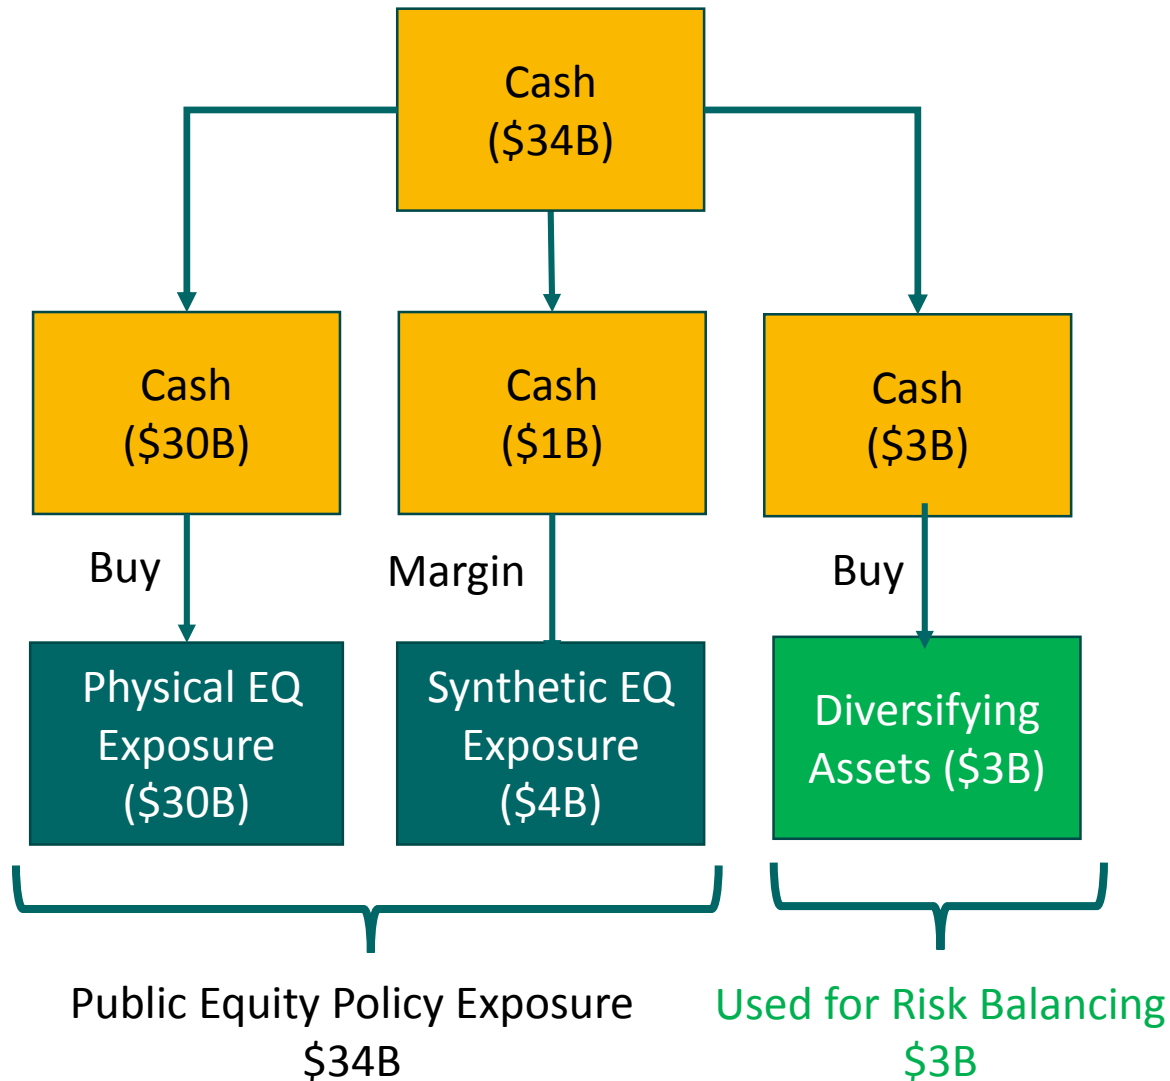 Cash
($34B)
Cash
($30B)
Cash
($1B)
Cash
($3B)
Buy
Margin
Buy
Physical EQ
Exposure
($30B)
Synthetic EQ
Exposure
($4B)
Diversifying
Assets ($3B)
Public Equity Policy Exposure
$34B
Used for Risk Balancing
$3B